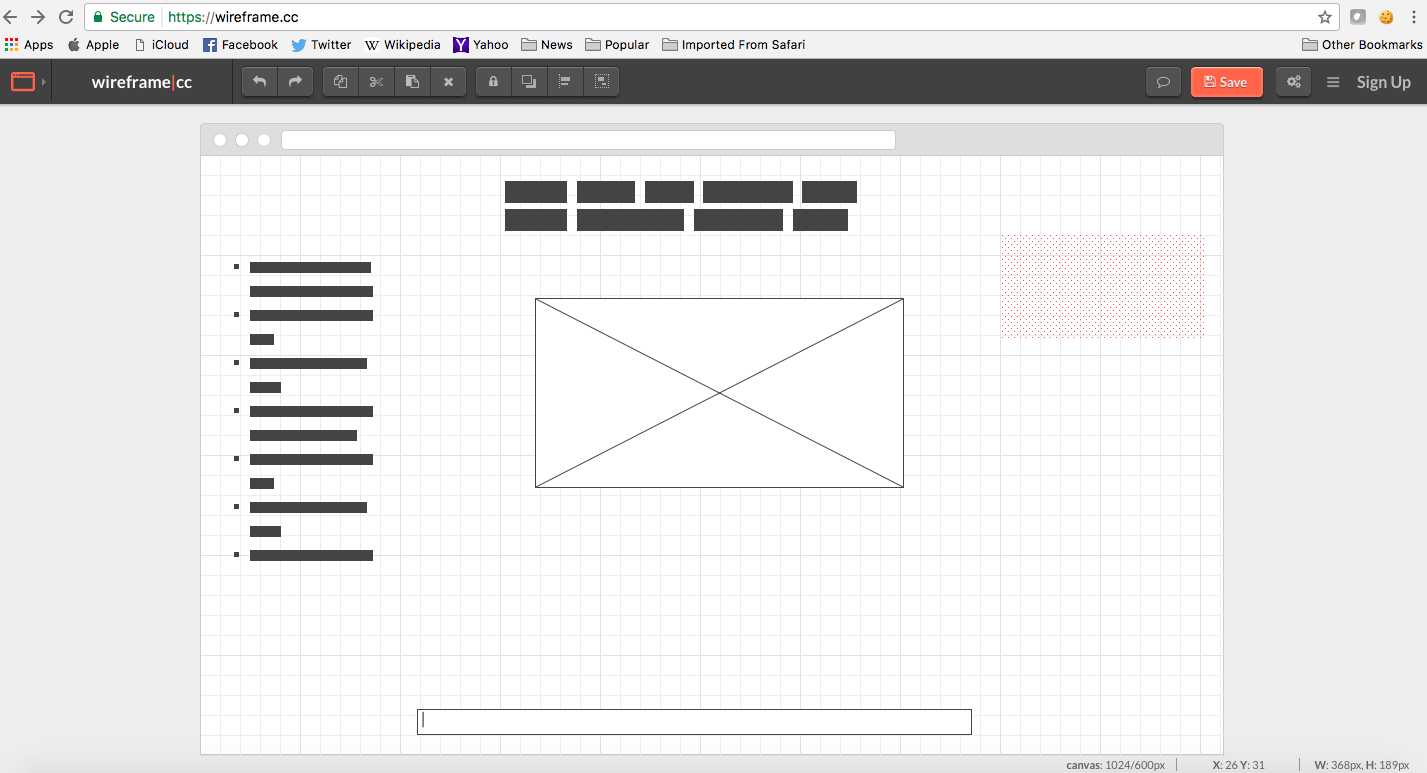 Secure https://wireframe.cc
Apps Apple iCloud Facebook Twitter Wikipedia Yahoo News Popular Imported From Safari Other Bookmarks
wireframe|cc Save Sign Up
canvas: 1024/600px X: 26 Y: 31 W: 368px, H: 189px